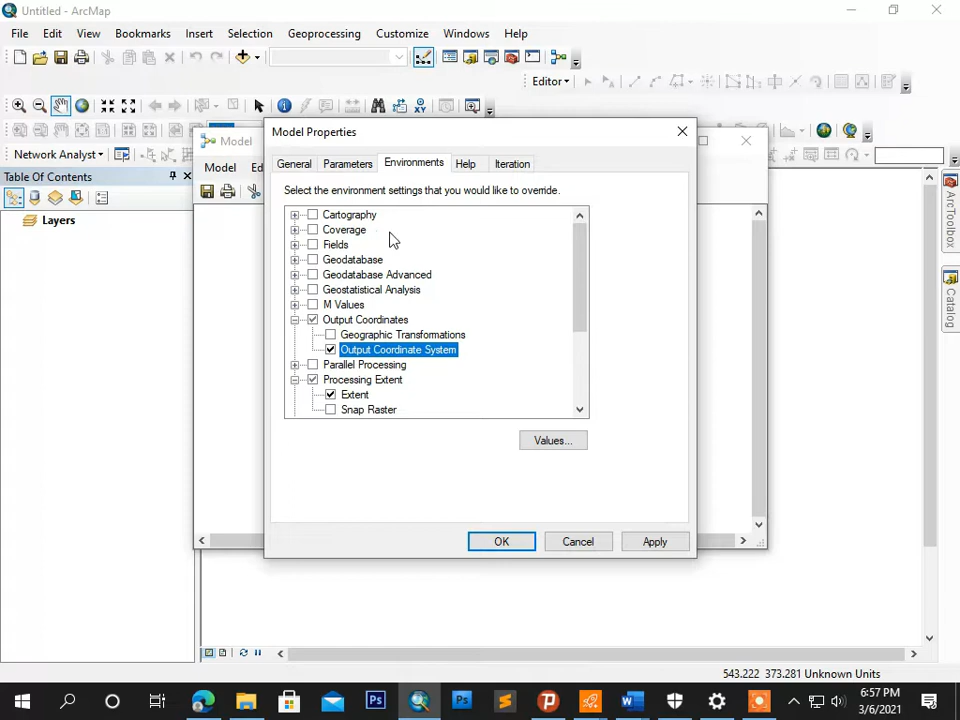 Untitled - ArcMap
File Edit View Bookmarks Insert Selection Geoprocessing Customize Windows Help
Editor
Network Analyst
Table Of Contents
Layers
Model
Model Ed
Model Properties
General Parameters Environments Help Iteration
Select the environment settings that you would like to override.
Cartography
Coverage
Fields
Geodatabase
Geodatabase Advanced
Geostatistical Analysis
M Values
Output Coordinates
Geographic Transformations
Output Coordinate System
Parallel Processing
Processing Extent
Extent
Snap Raster
Values...
OK Cancel Apply
ArcToolbox
Catalog
543.222 373.281 Unknown Units
6:57 PM
3/6/2021